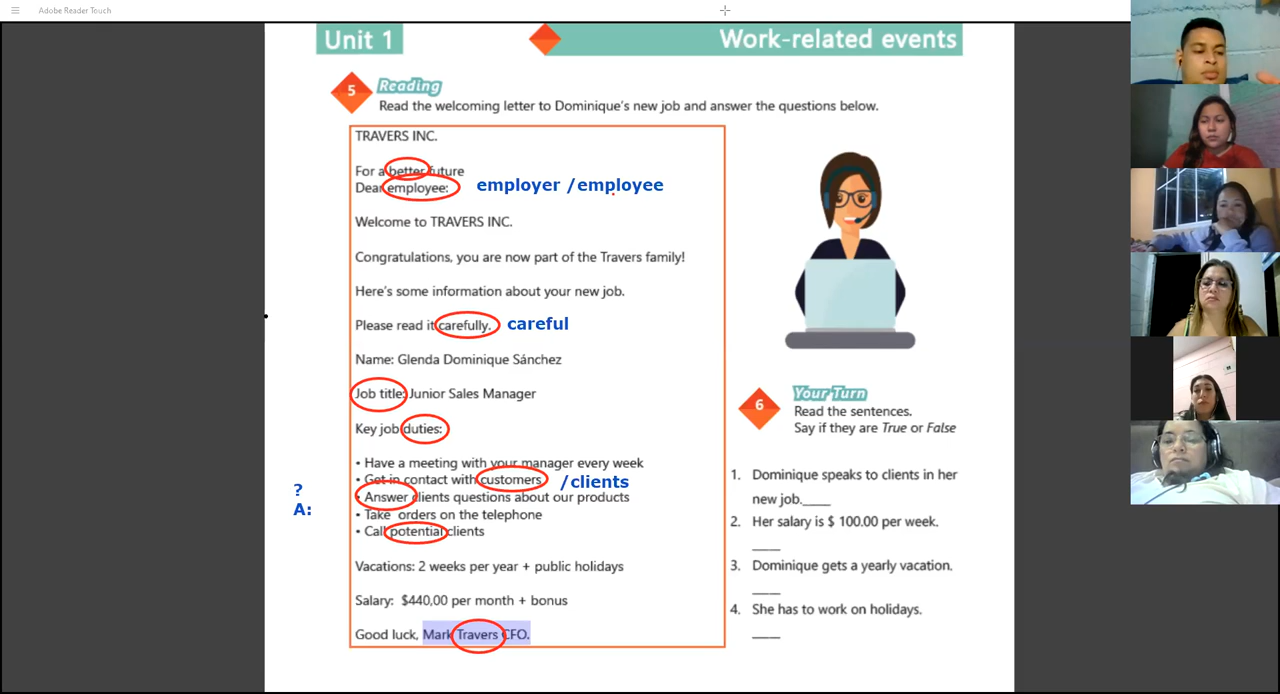 Adobe Reader Touch
Unit 1
Work-related events
5
Reading
Read the welcoming letter to Dominique's new job and answer the questions below.
TRAVERS INC.
For a better future
Dear employee:
employer /employee
Welcome to TRAVERS INC.
Congratulations, you are now part of the Travers family!
Here's some information about your new job.
Please read it carefully.
careful
Name: Glenda Dominique Sánchez
Job title: Junior Sales Manager
Key job duties:
• Have a meeting with your manager every week
• Get in contact with customers
/clients
• Answer clients questions about our products
• Take orders on the telephone
• Call potential clients
?
A:
Vacations: 2 weeks per year + public holidays
Salary: $440,00 per month + bonus
Good luck, Mark Travers CFO.
6
Your Turn
Read the sentences.
Say if they are True or False
1. Dominique speaks to clients in her
new job.____
2. Her salary is $ 100.00 per week.
____
3. Dominique gets a yearly vacation.
____
4. She has to work on holidays.
____